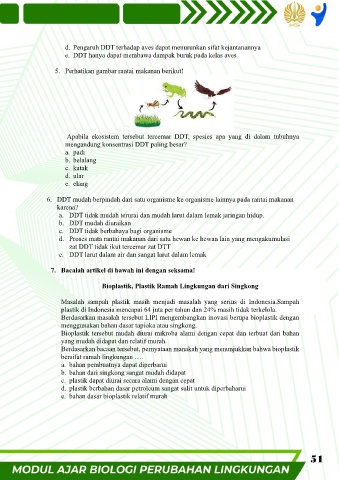 d. Pengaruh DDT terhadap aves dapat menurunkan sifat kejantanannya
e. DDT hanya dapat membawa dampak buruk pada kelas aves
5. Perhatikan gambar rantai makanan berikut!
Apabila ekosistem tersebut tercemar DDT, spesies apa yang di dalam tubuhnya
mengandung konsentrasi DDT paling besar?
a. padi
b. belalang
c. katak
d. ular
e. elang
6. DDT mudah berpindah dari satu organisme ke organisme lainnya pada rantai makanan
karena?
a. DDT tidak mudah terurai dan mudah larut dalam lemak jaringan hidup.
b. DDT mudah diuraikan
c. DDT tidak berbahaya bagi organisme
d. Proses mata rantai makanan dari satu hewan ke hewan lain yang mengakumulasi
zat DDT tidak ikut tercemar zat DTT
e. DDT larut dalam air dan sangat larut dalam lemak
7. Bacalah artikel di bawah ini dengan seksama!
Bioplastik, Plastik Ramah Lingkungan dari Singkong
Masalah sampah plastik masih menjadi masalah yang serius di Indonesia.Sampah
plastik di Indonesia mencapai 64 juta per tahun dan 24% masih tidak terkelola.
Berdasarkan masalah tersebut LIPI mengembangkan inovasi berupa bioplastik dengan
menggunakan bahan dasar tapioka atau singkong.
Bioplastik tersebut mudah diurai mikroba alami dengan cepat dan terbuat dari bahan
yang mudah didapat dan relatif murah.
Berdasarkan bacaan tersebut, pernyataan manakah yang menunjukkan bahwa bioplastik
bersifat ramah lingkungan ....
a. bahan pembuatnya dapat diperbarui
b. bahan dari singkong sangat mudah didapat
c. plastik dapat diurai secara alami dengan cepat
d. plastik berbahan dasar petroleum sangat sulit untuk diperbaharui
e. bahan dasar bioplastik relatif murah
51
MODUL AJAR BIOLOGI PERUBAHAN LINGKUNGAN